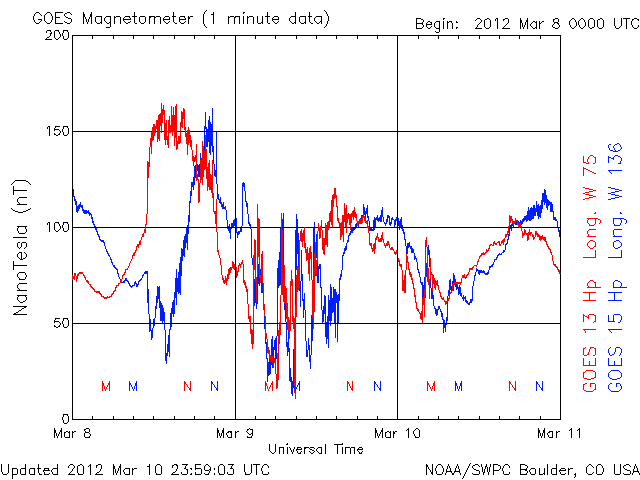 GOES Magnetometer (1 minute data)
Begin: 2012 Mar 8 0000 UTC
200
150
100
50
0
NanoTesla (nT)
M M N N M M N N M M N N
Mar 8 Mar 9 Mar 10 Mar 11
Universal Time
GOES 13 Hp Long. W 75
GOES 15 Hp Long. W 136
Updated 2012 Mar 10 23:59:03 UTC
NOAA/SWPC Boulder, CO USA